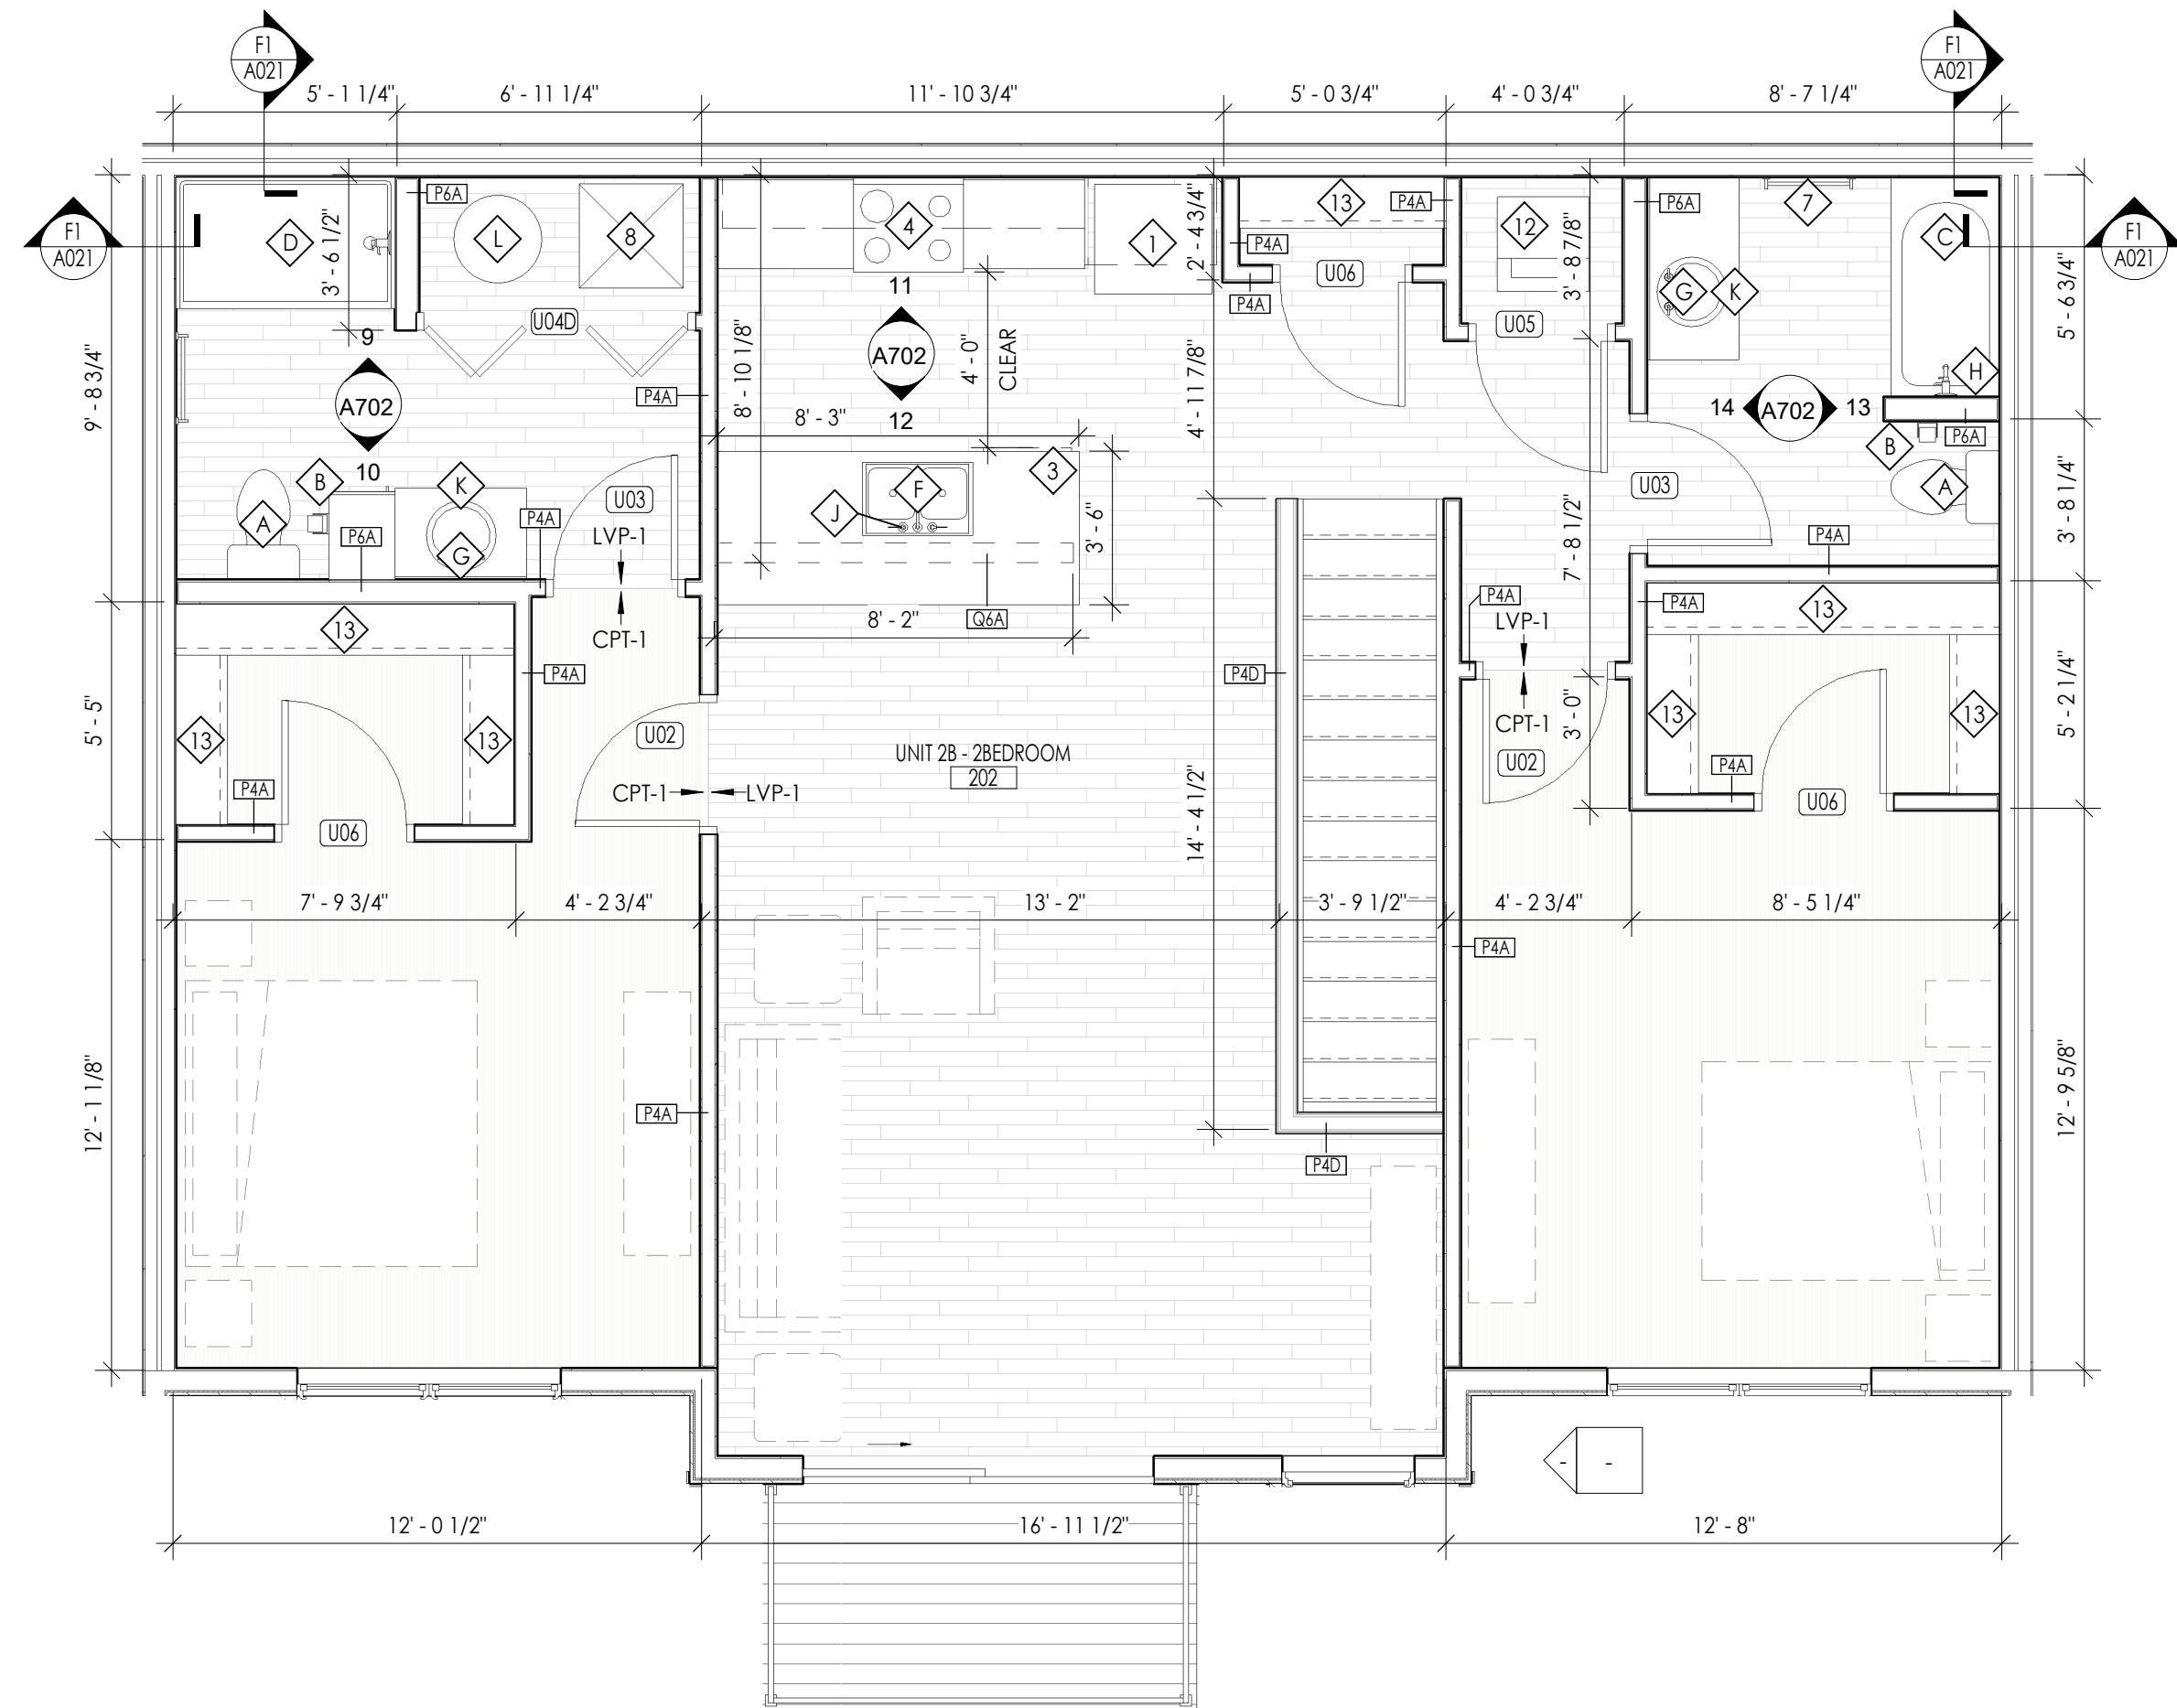 F1
A021
F1
A021
5' - 1 1/4"
6' - 11 1/4"
11' - 10 3/4"
5' - 0 3/4"
4' - 0 3/4"
8' - 7 1/4"
F1
A021
F1
A021
D
3' - 6 1/2"
P6A
L
8
4
1
2' - 4 3/4"
13
P4A
P4A
P4A
U06
12
3' - 8 7/8"
P6A
7
C
G
K
H
5' - 6 3/4"
U04D
U05
11
A702
12
4' - 0"
CLEAR
8' - 10 1/8"
8' - 3"
4' - 11 7/8"
9
A702
10
P4A
9' - 8 3/4"
14
A702
13
P6A
B
A
B
K
A
G
P6A
P4A
U03
LVP-1
CPT-1
J
F
3
3' - 6"
Q6A
8' - 2"
U03
P4A
3' - 8 1/4"
7' - 8 1/2"
P4A
LVP-1
CPT-1
P4A
13
13
13
5' - 2 1/4"
13
13
13
P4A
5' - 5"
P4A
U06
U02
CPT-1
LVP-1
UNIT 2B - 2BEDROOM
202
P4D
14' - 4 1/2"
3' - 0"
U02
P4A
U06
7' - 9 3/4"
4' - 2 3/4"
13' - 2"
3' - 9 1/2"
4' - 2 3/4"
8' - 5 1/4"
P4A
12' - 1 1/8"
P4A
P4D
12' - 9 5/8"
-
-
12' - 0 1/2"
16' - 11 1/2"
12' - 8"